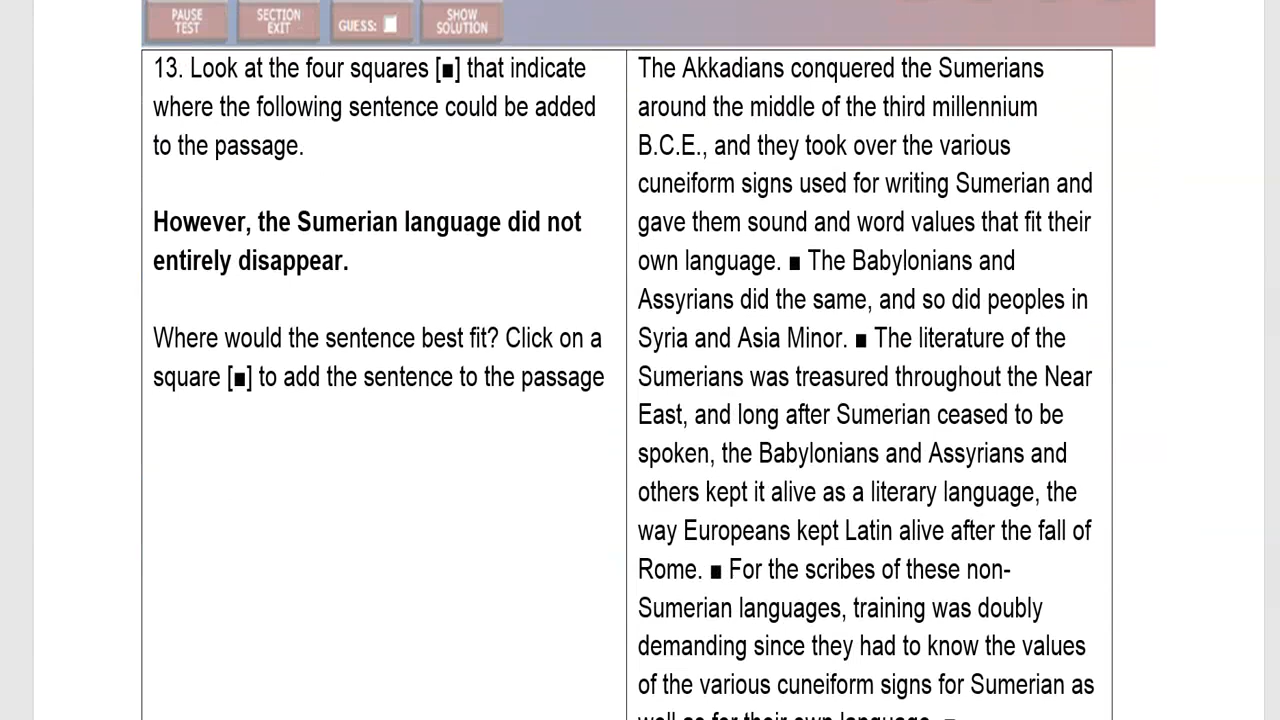 PAUSE
TEST
SECTION
EXIT
GUESS:
SHOW
SOLUTION
13. Look at the four squares [■] that indicate
where the following sentence could be added
to the passage.
However, the Sumerian language did not
entirely disappear.
Where would the sentence best fit? Click on a
square [■] to add the sentence to the passage
The Akkadians conquered the Sumerians
around the middle of the third millennium
B.C.E., and they took over the various
cuneiform signs used for writing Sumerian and
gave them sound and word values that fit their
own language. ■ The Babylonians and
Assyrians did the same, and so did peoples in
Syria and Asia Minor. ■ The literature of the
Sumerians was treasured throughout the Near
East, and long after Sumerian ceased to be
spoken, the Babylonians and Assyrians and
others kept it alive as a literary language, the
way Europeans kept Latin alive after the fall of
Rome. ■ For the scribes of these non-
Sumerian languages, training was doubly
demanding since they had to know the values
of the various cuneiform signs for Sumerian as
well as for their own language. ■